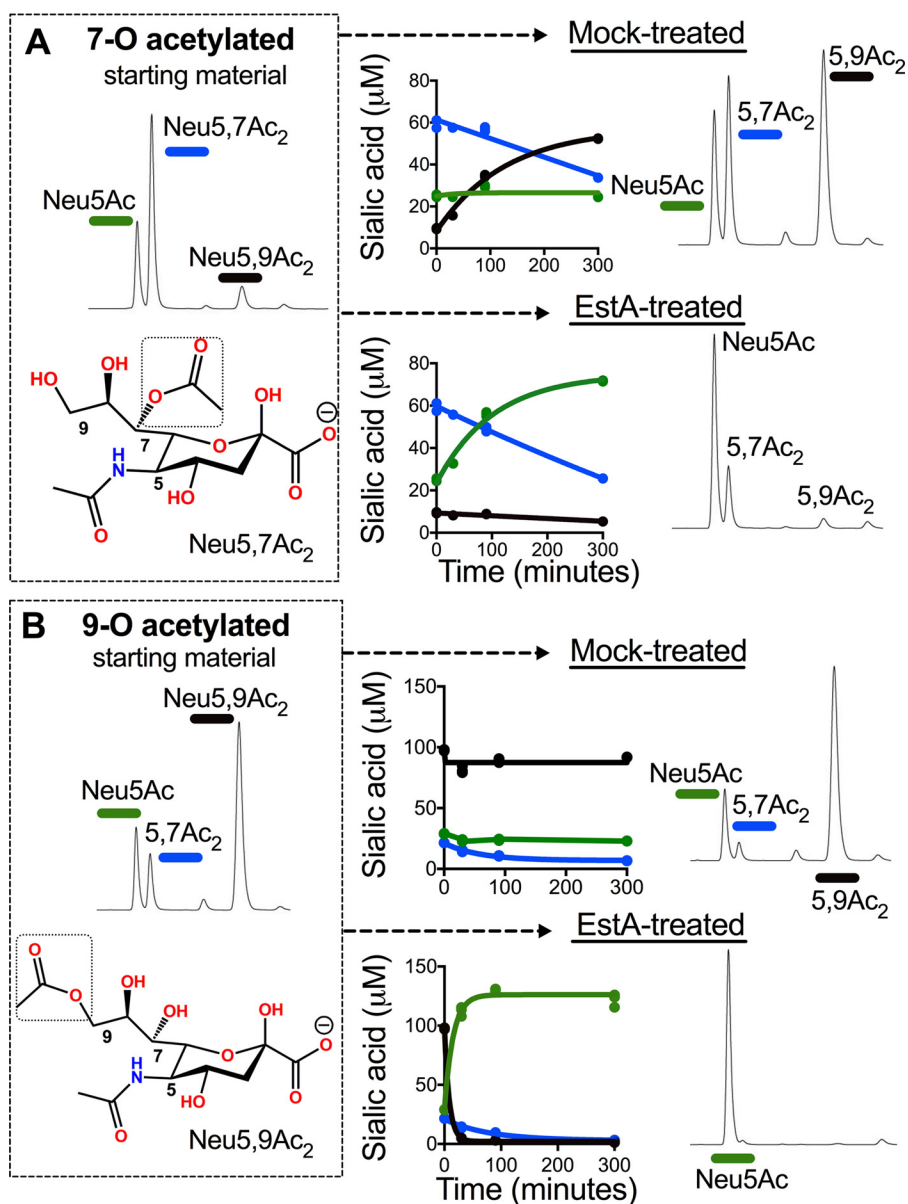 A 7-O acetylated
starting material
Neu5,7Ac2
Neu5Ac
Neu5,9Ac2
O
OH
HO
O
OH
⊖
O
O
9
7
H
N
5
HO
O
O
Neu5,7Ac2
Mock-treated
Sialic acid (μM)
80
60
40
20
0
0 100 200 300
5,9Ac2
5,7Ac2
Neu5Ac
EstA-treated
Sialic acid (μM)
80
60
40
20
0
0 100 200 300
Time (minutes)
Neu5Ac
5,7Ac2
5,9Ac2
B 9-O acetylated
starting material
Neu5,9Ac2
Neu5Ac
5,7Ac2
O
O
OH
OH
OH
⊖
O
O
9
7
H
N
5
HO
O
O
Neu5,9Ac2
Mock-treated
Sialic acid (μM)
150
100
50
0
0 100 200 300
Neu5Ac
5,7Ac2
5,9Ac2
EstA-treated
Sialic acid (μM)
150
100
50
0
0 100 200 300
Time (minutes)
Neu5Ac